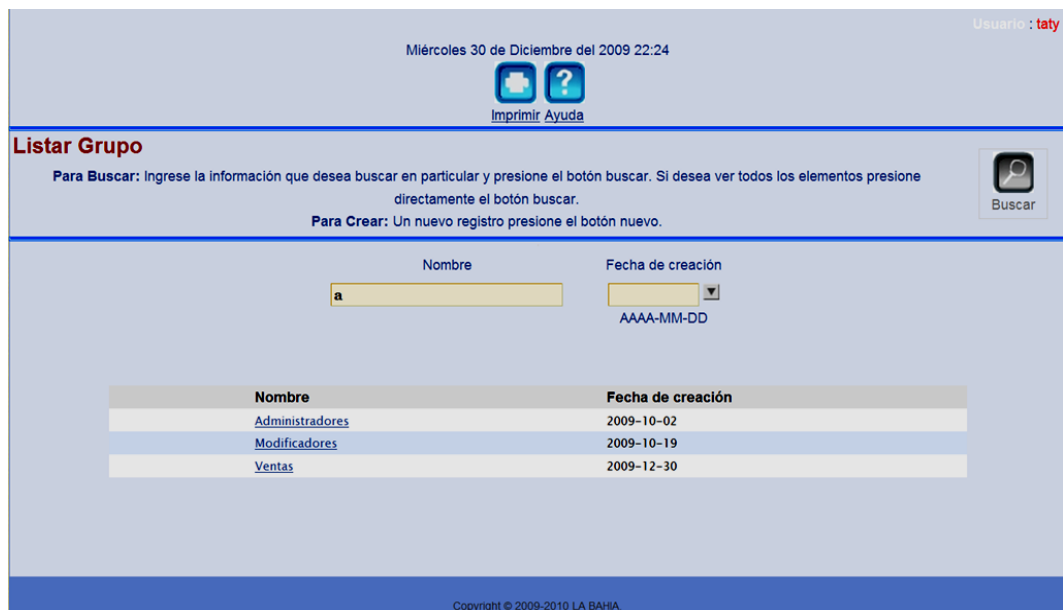 Usuario : taty
Miércoles 30 de Diciembre del 2009 22:24
Imprimir Ayuda
Listar Grupo
Para Buscar: Ingrese la información que desea buscar en particular y presione el botón buscar. Si desea ver todos los elementos presione
directamente el botón buscar.
Para Crear: Un nuevo registro presione el botón nuevo.
Buscar
Nombre Fecha de creación
a
AAAA-MM-DD
Nombre Fecha de creación
Administradores 2009-10-02
Modificadores 2009-10-19
Ventas 2009-12-30
Copyright © 2009-2010 LA BAHIA.